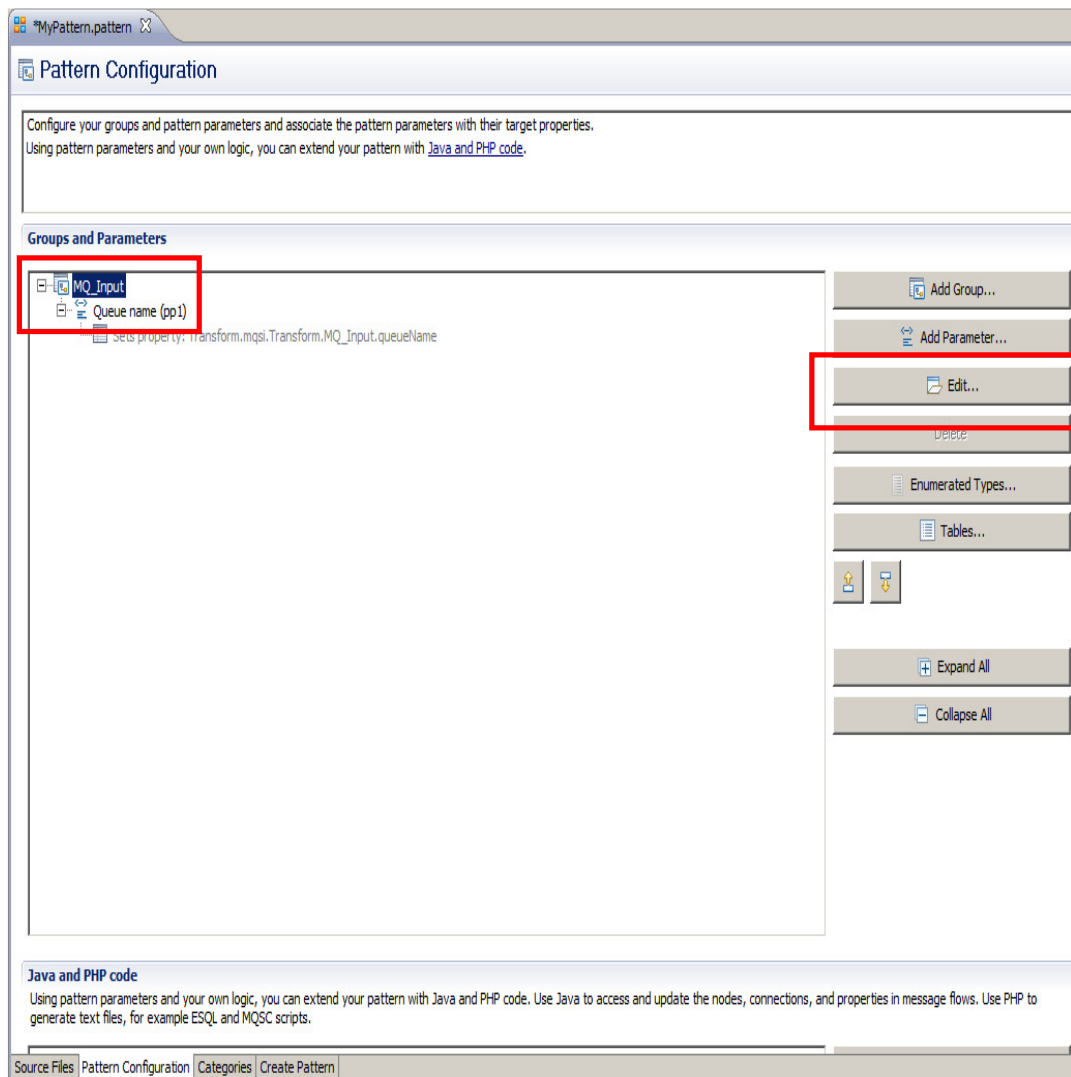 *MyPattern.pattern
Pattern Configuration
Configure your groups and pattern parameters and associate the pattern parameters with their target properties.
Using pattern parameters and your own logic, you can extend your pattern with Java and PHP code.
Groups and Parameters
MQ_Input
Queue name (pp1)
Sets property: Transform.mqsi.Transform.MQ_Input.queueName
Add Group...
Add Parameter...
Edit...
Delete
Enumerated Types...
Tables...
Expand All
Collapse All
Java and PHP code
Using pattern parameters and your own logic, you can extend your pattern with Java and PHP code. Use Java to access and update the nodes, connections, and properties in message flows. Use PHP to
generate text files, for example ESQL and MQSC scripts.
Source Files Pattern Configuration Categories Create Pattern